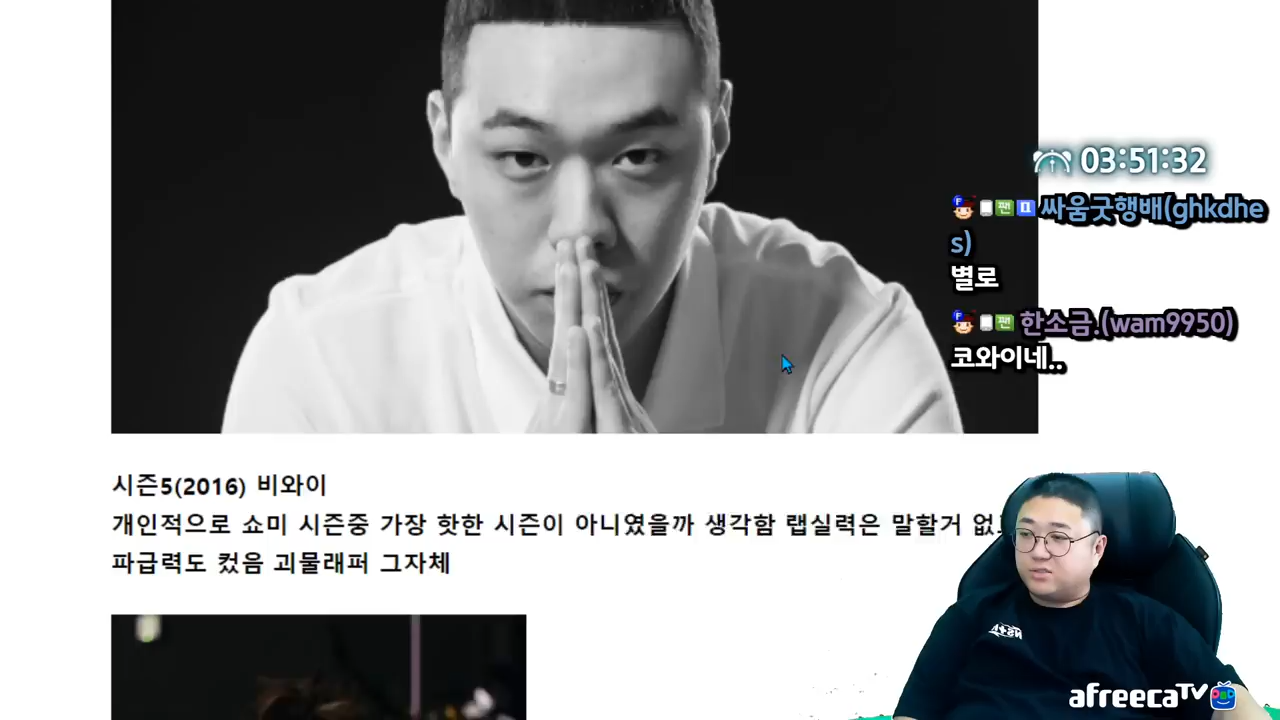 03:51:32
싸움굿행배(ghkdhe
s)
별로
한소금.(wam9950)
코와이네..
시즌5(2016) 비와이
개인적으로 쇼미 시즌중 가장 핫한 시즌이 아니였을까 생각함 랩실력은 말할거 없
파급력도 컸음 괴물래퍼 그자체
afreecaTV